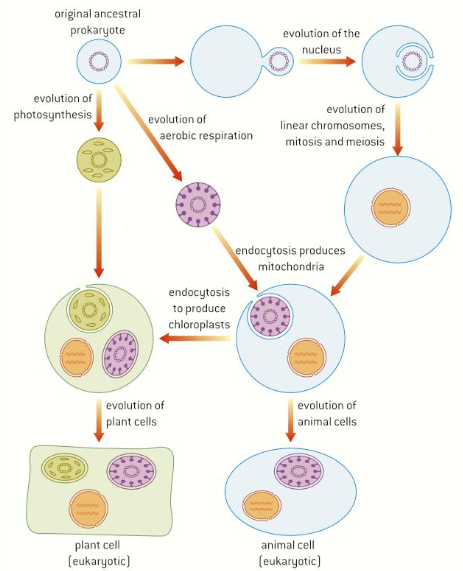 original ancestral
prokaryote
evolution of the
nucleus
evolution of
photosynthesis
evolution of
aerobic respiration
evolution of
linear chromosomes,
mitosis and meiosis
endocytosis produces
mitochondria
endocytosis
to produce
chloroplasts
evolution of
plant cells
evolution of
animal cells
plant cell
(eukaryotic)
animal cell
(eukaryotic)